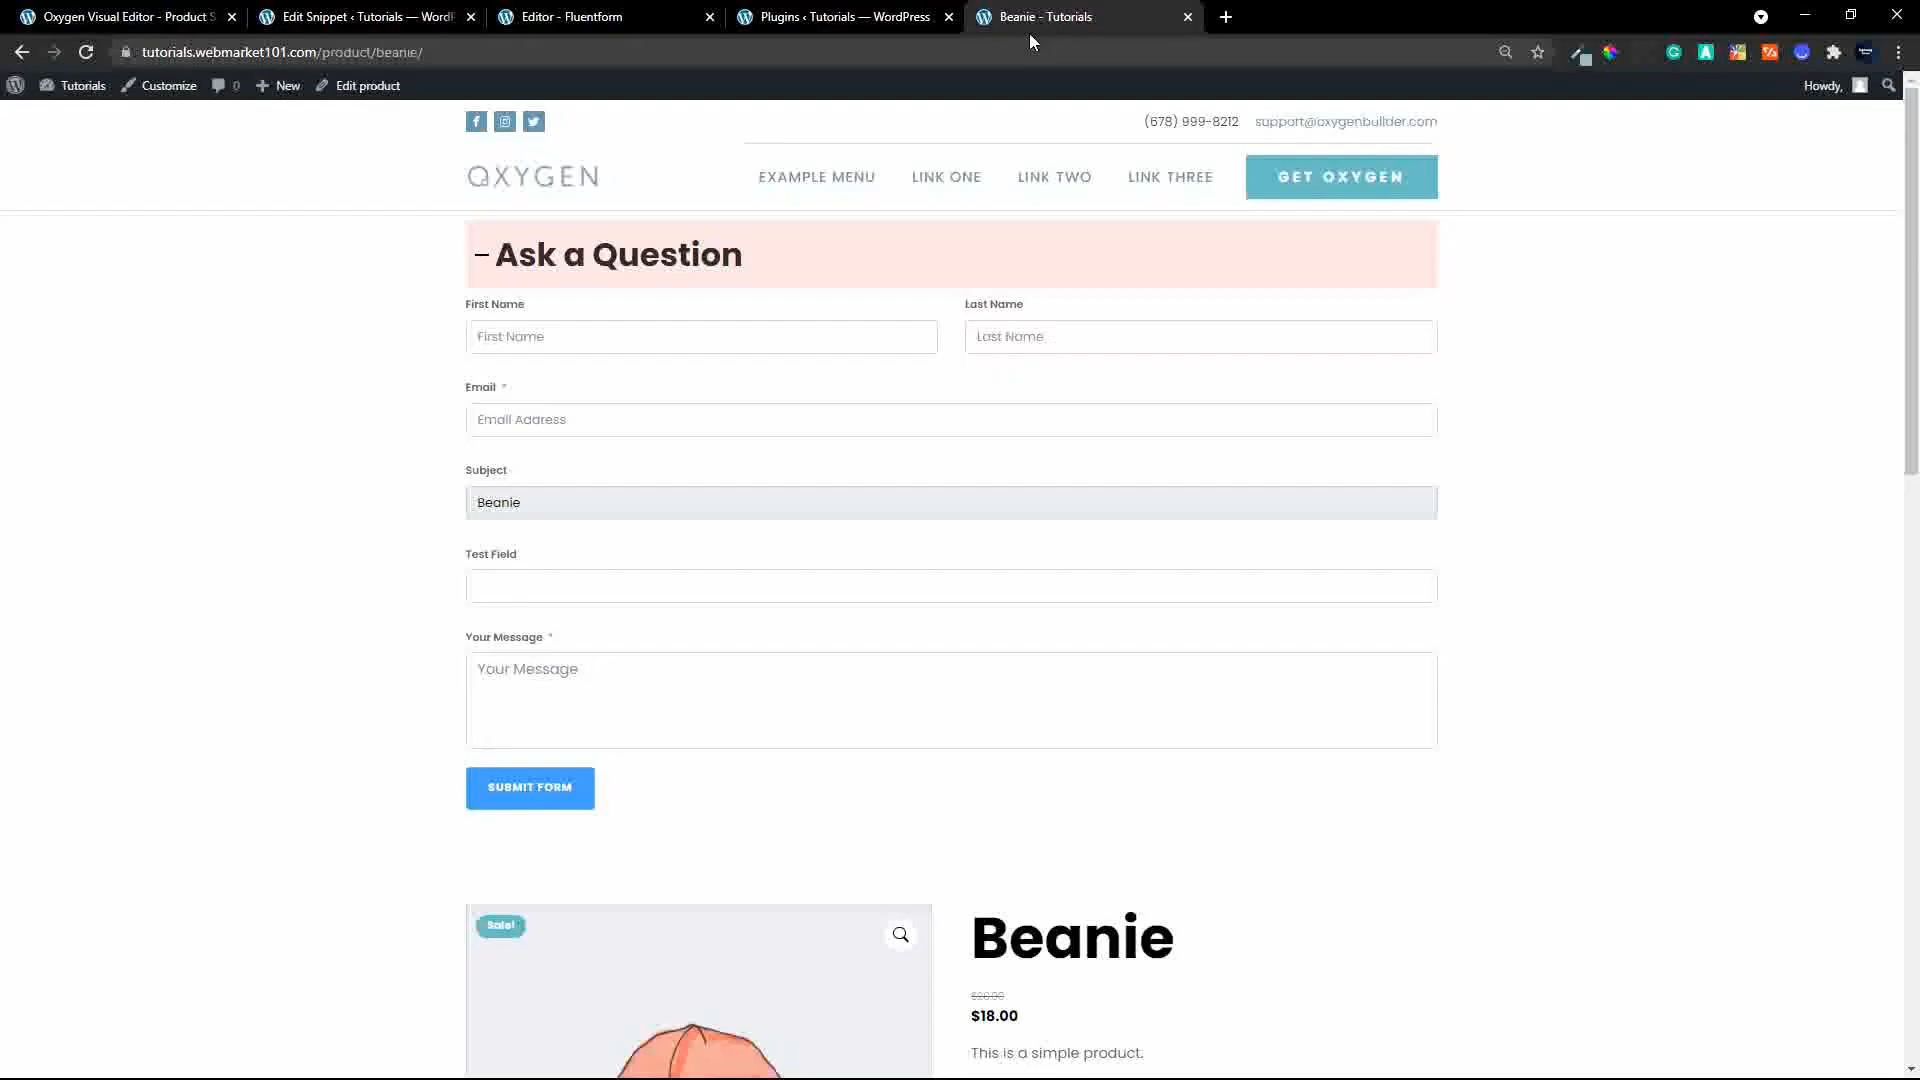 Oxygen Visual Editor - Product S
Edit Snippet ‹ Tutorials — WordP
Editor - Fluentform
Plugins ‹ Tutorials — WordPress
Beanie - Tutorials
tutorials.webmarket101.com/product/beanie/
Tutorials
Customize
0
New
Edit product
Howdy,
(678) 999-8212
support@oxygenbuilder.com
OXYGEN
EXAMPLE MENU
LINK ONE
LINK TWO
LINK THREE
GET OXYGEN
– Ask a Question
First Name
Last Name
First Name
Last Name
Email *
Email Address
Subject
Beanie
Test Field
Your Message *
Your Message
SUBMIT FORM
Sale!
Beanie
$20.00
$18.00
This is a simple product.